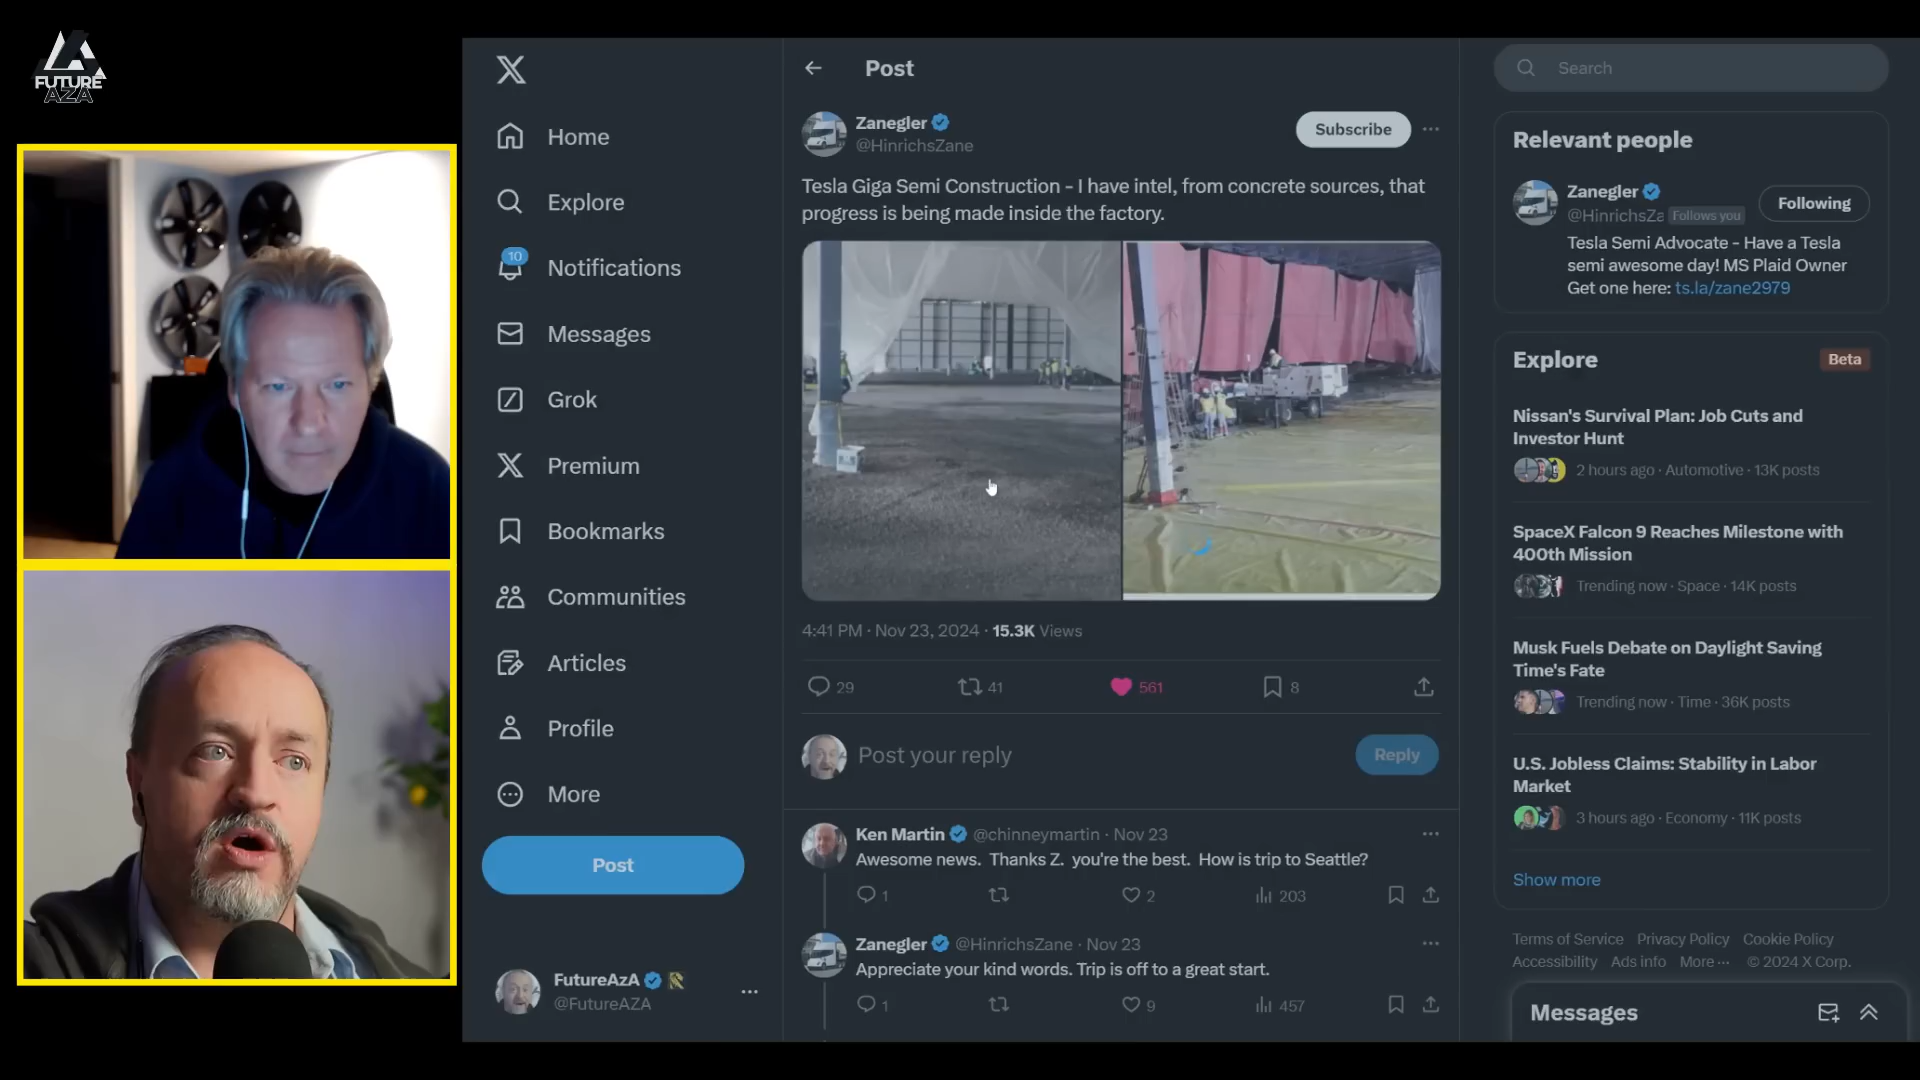 FUTURE
AZA
Home
Explore
10
Notifications
Messages
Grok
Premium
Bookmarks
Communities
Articles
Profile
More
Post
FutureAzA
@FutureAZA
Post
Zanegler
@HinrichsZane
Subscribe
Tesla Giga Semi Construction - I have intel, from concrete sources, that
progress is being made inside the factory.
4:41 PM · Nov 23, 2024 · 15.3K Views
29
41
561
8
Post your reply
Reply
Ken Martin @chinneymartin · Nov 23
Awesome news. Thanks Z. you're the best. How is trip to Seattle?
1
2
203
Zanegler @HinrichsZane · Nov 23
Appreciate your kind words. Trip is off to a great start.
1
9
457
Search
Relevant people
Zanegler
@HinrichsZa Follows you
Following
Tesla Semi Advocate - Have a Tesla
semi awesome day! MS Plaid Owner
Get one here: ts.la/zane2979
Explore
Beta
Nissan's Survival Plan: Job Cuts and
Investor Hunt
2 hours ago · Automotive · 13K posts
SpaceX Falcon 9 Reaches Milestone with
400th Mission
Trending now · Space · 14K posts
Musk Fuels Debate on Daylight Saving
Time's Fate
Trending now · Time · 36K posts
U.S. Jobless Claims: Stability in Labor
Market
3 hours ago · Economy · 11K posts
Show more
Terms of Service Privacy Policy Cookie Policy
Accessibility Ads info More ··· © 2024 X Corp.
Messages